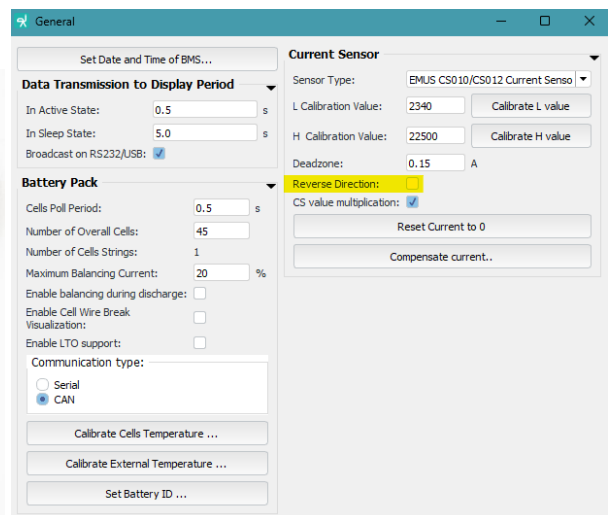 General
Set Date and Time of BMS...
Data Transmission to Display Period
In Active State: 0.5 s
In Sleep State: 5.0 s
Broadcast on RS232/USB:
Battery Pack
Cells Poll Period: 0.5 s
Number of Overall Cells: 45
Number of Cells Strings: 1
Maximum Balancing Current: 20 %
Enable balancing during discharge:
Enable Cell Wire Break
Visualization:
Enable LTO support:
Communication type:
Serial
CAN
Calibrate Cells Temperature ...
Calibrate External Temperature ...
Set Battery ID ...
Current Sensor
Sensor Type: EMUS CS010/CS012 Current Senso
L Calibration Value: 2340 Calibrate L value
H Calibration Value: 22500 Calibrate H value
Deadzone: 0.15 A
Reverse Direction:
CS value multiplication:
Reset Current to 0
Compensate current..